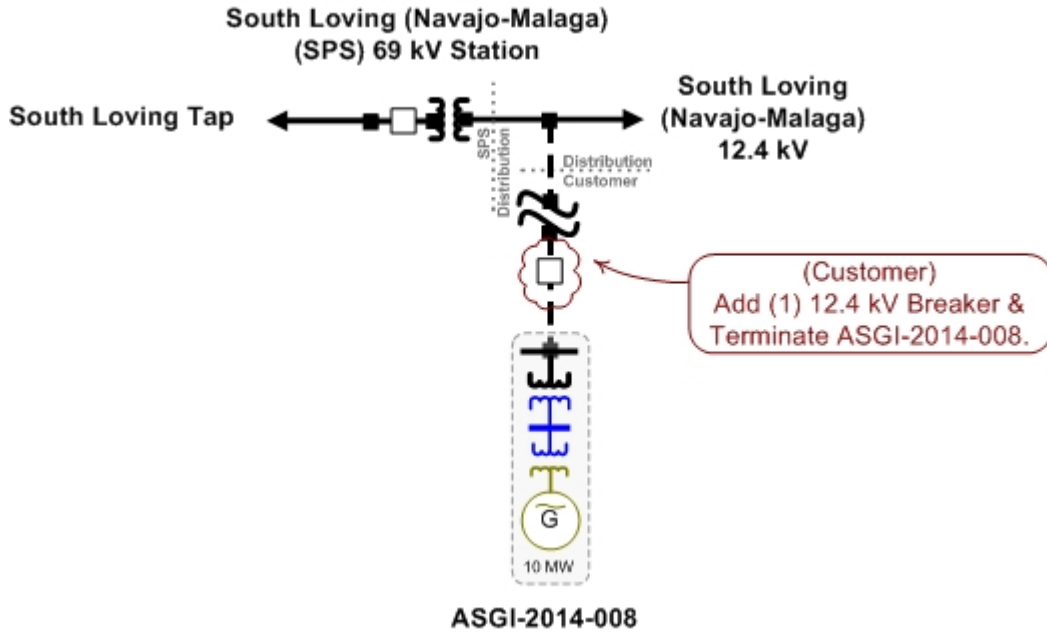 South Loving (Navajo-Malaga)
(SPS) 69 kV Station
South Loving Tap
South Loving
(Navajo-Malaga)
12.4 kV
SPS
Distribution
Distribution
Customer
(Customer)
Add (1) 12.4 kV Breaker &
Terminate ASGI-2014-008.
G
10 MW
ASGI-2014-008